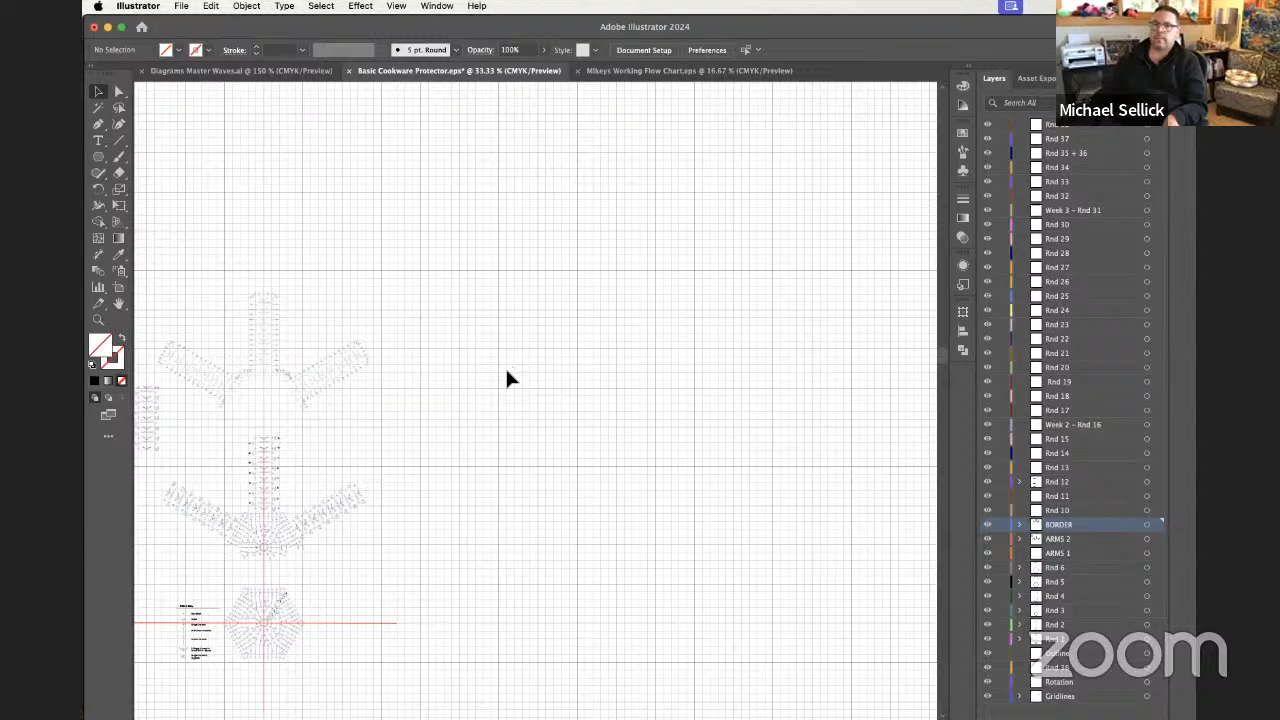 Illustrator File Edit Object Type Select Effect View Window Help
Adobe Illustrator 2024
No Selection Stroke: 5 pt. Round Opacity: 100% Style: Document Setup Preferences
Diagrams Master Waves.ai @ 150 % (CMYK/Preview)
Basic Cookware Protector.eps* @ 33.33 % (CMYK/Preview)
Mikeys Working Flow Chart.eps @ 16.67 % (CMYK/Preview)
Layers Asset Expo
Search All
Michael Sellick
Rnd 37
Rnd 35 + 36
Rnd 34
Rnd 33
Rnd 32
Week 3 - Rnd 31
Rnd 30
Rnd 29
Rnd 28
Rnd 27
Rnd 26
Rnd 25
Rnd 24
Rnd 23
Rnd 22
Rnd 21
Rnd 20
Rnd 19
Rnd 18
Rnd 17
Week 2 - Rnd 16
Rnd 15
Rnd 14
Rnd 13
Rnd 12
Rnd 11
Rnd 10
BORDER
ARMS 2
ARMS 1
Rnd 6
Rnd 5
Rnd 4
Rnd 3
Rnd 2
Rnd 1
Outline
Rotation
Gridlines
zoom